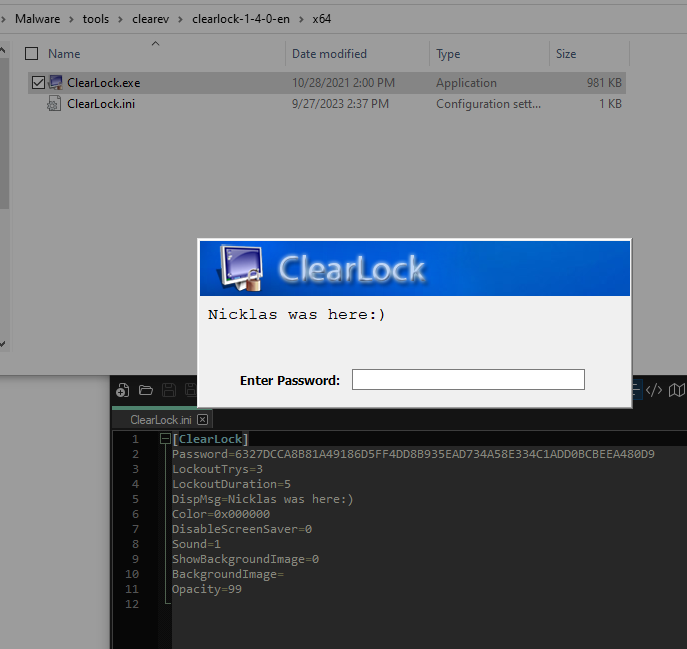 Malware > tools > clearev > clearlock-1-4-0-en > x64
Name Date modified Type Size
ClearLock.exe 10/28/2021 2:00 PM Application 981 KB
ClearLock.ini 9/27/2023 2:37 PM Configuration sett... 1 KB
ClearLock
Nicklas was here:)
Enter Password:
ClearLock.ini
1 [ClearLock]
2 Password=6327DCCA8B81A49186D5FF4DD8B935EAD734A58E334C1ADD0BCBEEA480D9
3 LockoutTrys=3
4 LockoutDuration=5
5 DispMsg=Nicklas was here:)
6 Color=0x000000
7 DisableScreenSaver=0
8 Sound=1
9 ShowBackgroundImage=0
10 BackgroundImage=
11 Opacity=99
12